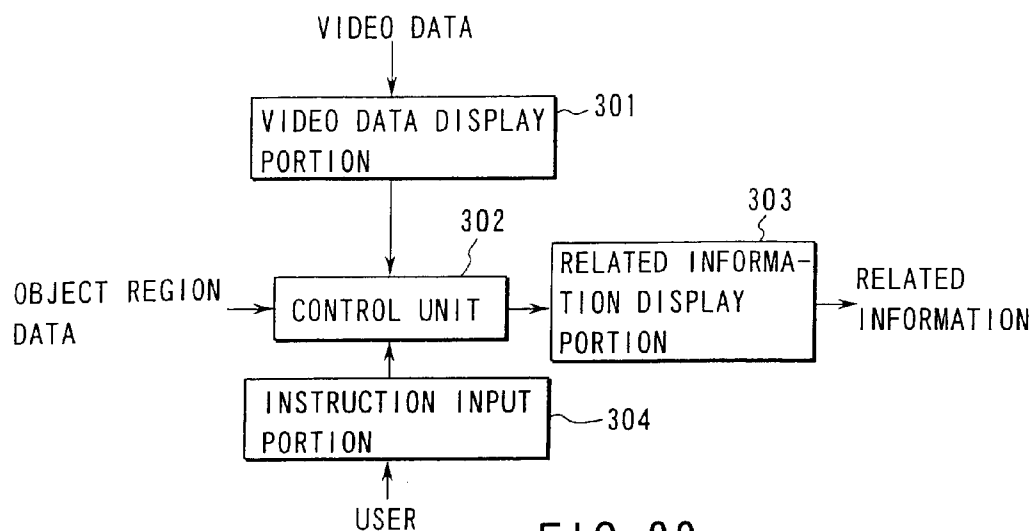 VIDEO DATA
VIDEO DATA DISPLAY
PORTION
301
302
303
OBJECT REGION
DATA
CONTROL UNIT
RELATED INFORMA-
TION DISPLAY
PORTION
RELATED
INFORMATION
INSTRUCTION INPUT
PORTION
304
USER